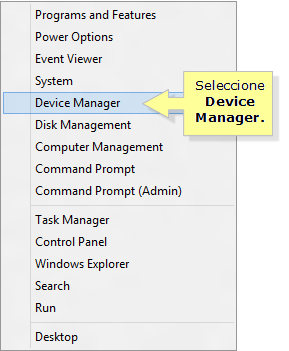 Programs and Features
Power Options
Event Viewer
System
Device Manager
Disk Management
Computer Management
Command Prompt
Command Prompt (Admin)
Task Manager
Control Panel
Windows Explorer
Search
Run
Desktop
Seleccione
Device
Manager.